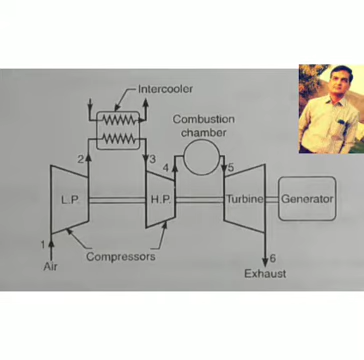 Intercooler
Combustion
chamber
2
3
4
5
L.P.
H.P.
Turbine
Generator
1
Compressors
Air
6
Exhaust